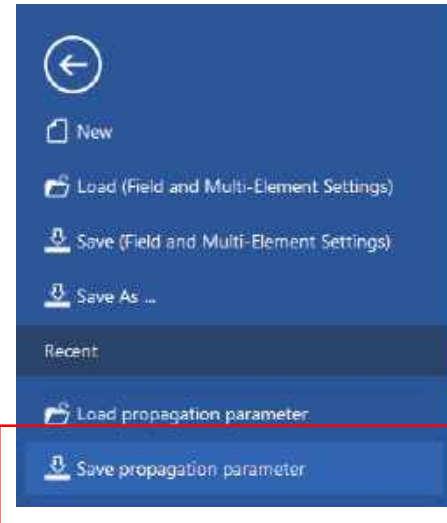 New
Load (Field and Multi-Element Settings)
Save (Field and Multi-Element Settings)
Save As ...
Recent
Load propagation parameter
Save propagation parameter